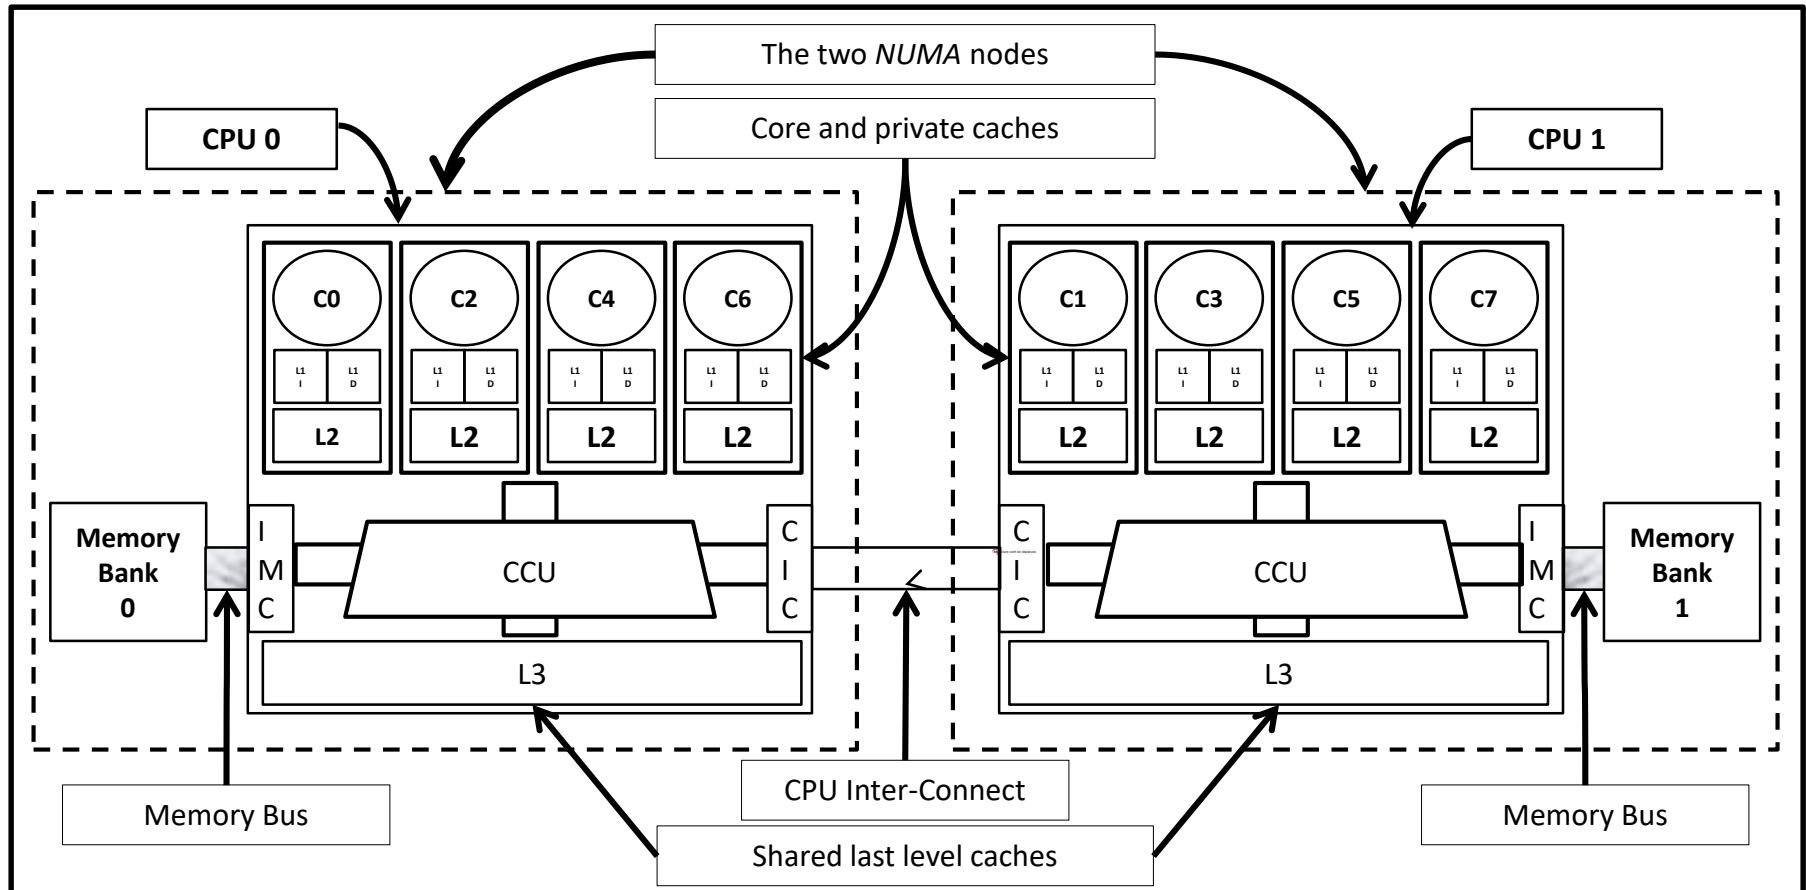 The two NUMA nodes
Core and private caches
CPU 0
CPU 1
C0
C2
C4
C6
C1
C3
C5
C7
L1 L1 L1 L1 L1 L1 L1 L1
I D I D I D I D
L1 L1 L1 L1 L1 L1 L1 L1
I D I D I D I D
L2
L2
L2
L2
L2
L2
L2
L2
Memory
Bank
0
I
M
C
CCU
C
I
C
C
I
C
CCU
I
M
C
Memory
Bank
1
L3
L3
CPU Inter-Connect
Memory Bus
Memory Bus
Shared last level caches